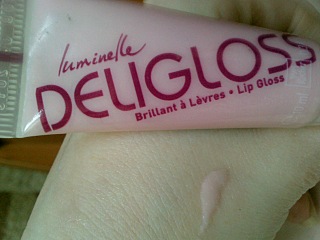 luminelle
DELIGLOSS
Brillant à Lèvres • Lip Gloss